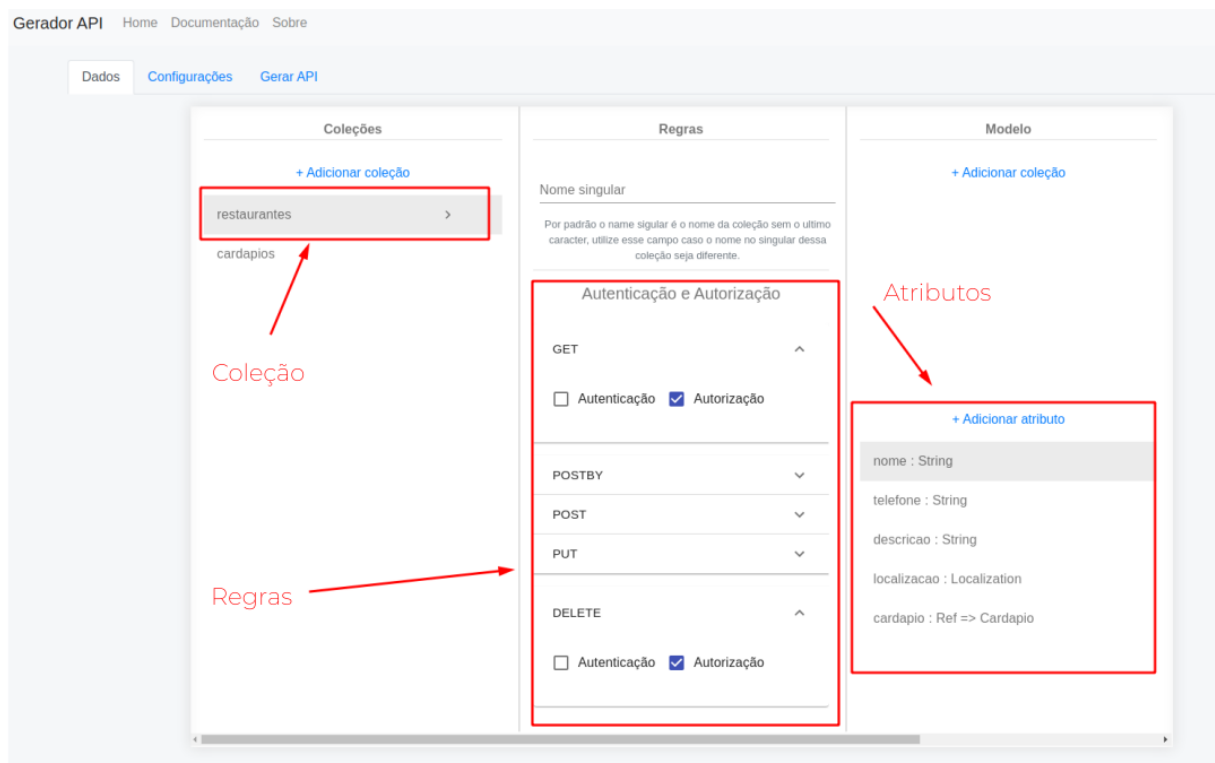 Gerador API Home Documentação Sobre
Dados Configurações Gerar API
Coleções
+ Adicionar coleção
restaurantes
cardapios
Coleção
Regras
Regras
Nome singular
Por padrão o name sigular é o nome da coleção sem o ultimo
caracter, utilize esse campo caso o nome no singular dessa
coleção seja diferente.
Autenticação e Autorização
GET
Autenticação Autorização
POSTBY
POST
PUT
DELETE
Autenticação Autorização
Modelo
+ Adicionar coleção
Atributos
+ Adicionar atributo
nome : String
telefone : String
descricao : String
localizacao : Localization
cardapio : Ref => Cardapio